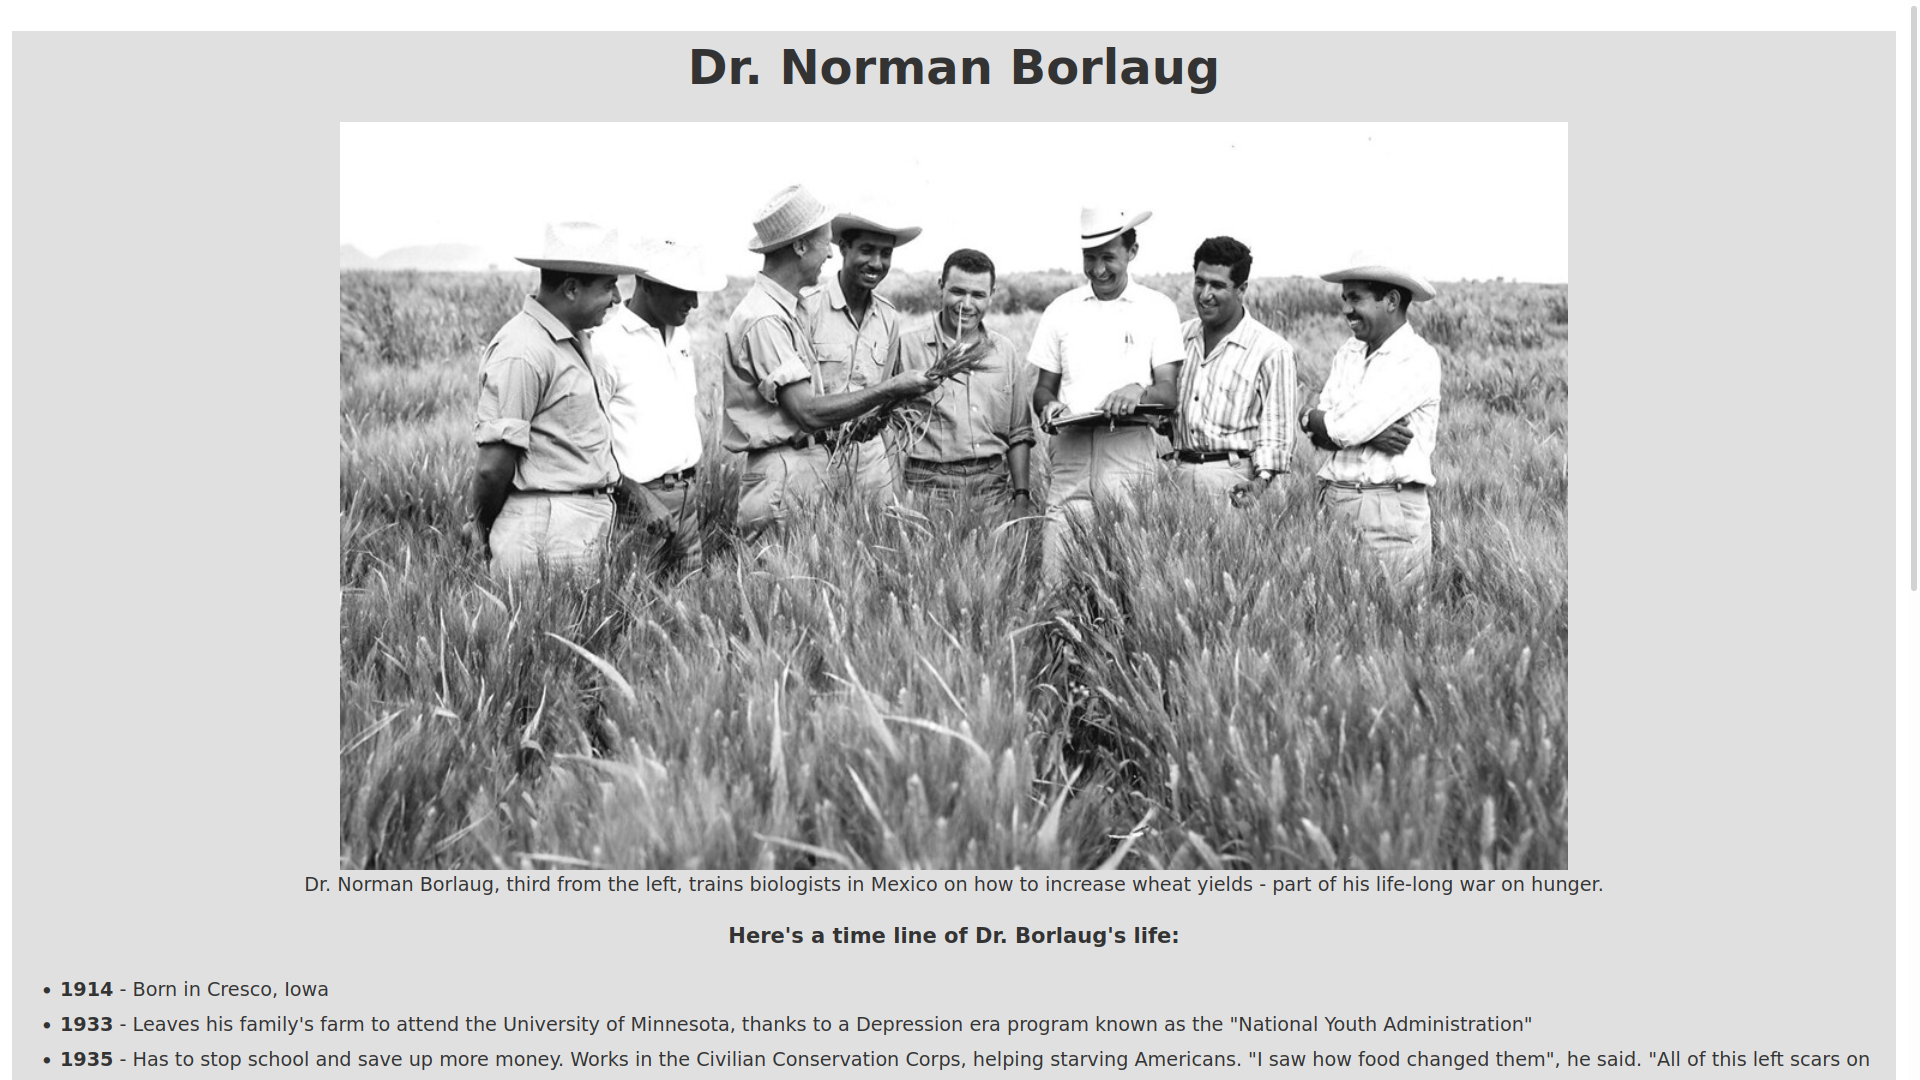 Dr. Norman Borlaug
Dr. Norman Borlaug, third from the left, trains biologists in Mexico on how to increase wheat yields - part of his life-long war on hunger.
Here's a time line of Dr. Borlaug's life:
• 1914 - Born in Cresco, Iowa
• 1933 - Leaves his family's farm to attend the University of Minnesota, thanks to a Depression era program known as the "National Youth Administration"
• 1935 - Has to stop school and save up more money. Works in the Civilian Conservation Corps, helping starving Americans. "I saw how food changed them", he said. "All of this left scars on